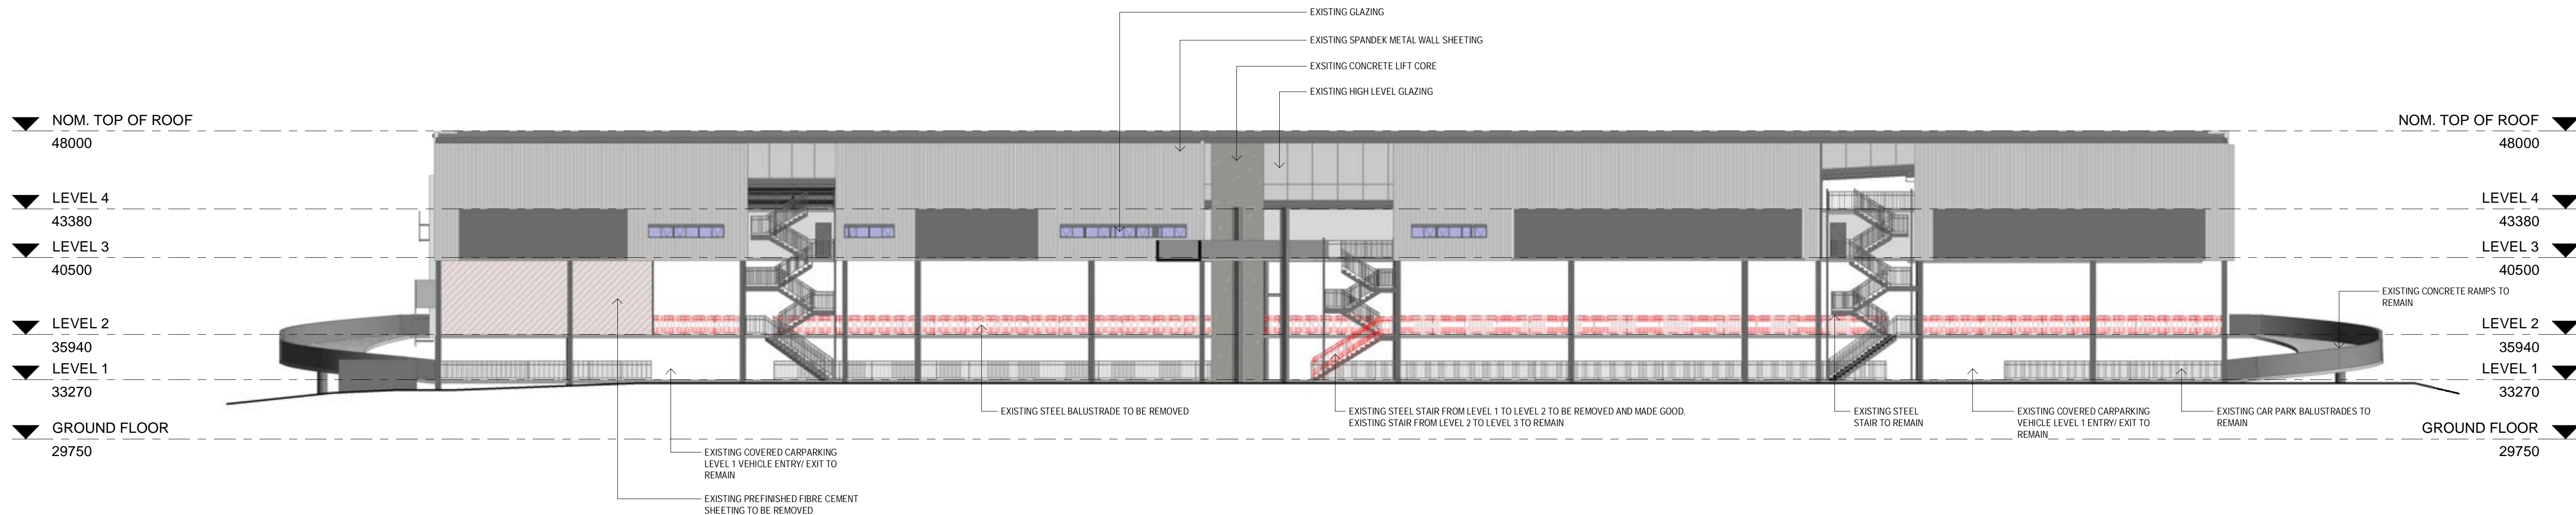 EXISTING GLAZING
EXISTING SPANDEK METAL WALL SHEETING
EXSITING CONCRETE LIFT CORE
EXISTING HIGH LEVEL GLAZING
NOM. TOP OF ROOF
48000
LEVEL 4
43380
LEVEL 3
40500
LEVEL 2
35940
LEVEL 1
33270
GROUND FLOOR
29750
NOM. TOP OF ROOF
48000
LEVEL 4
43380
LEVEL 3
40500
LEVEL 2
35940
LEVEL 1
33270
GROUND FLOOR
29750
EXISTING CONCRETE RAMPS TO
REMAIN
EXISTING STEEL BALUSTRADE TO BE REMOVED
EXISTING STEEL STAIR FROM LEVEL 1 TO LEVEL 2 TO BE REMOVED AND MADE GOOD.
EXISTING STAIR FROM LEVEL 2 TO LEVEL 3 TO REMAIN
EXISTING STEEL
STAIR TO REMAIN
EXISTING COVERED CARPARKING
VEHICLE LEVEL 1 ENTRY/ EXIT TO
REMAIN
EXISTING CAR PARK BALUSTRADES TO
REMAIN
EXISTING COVERED CARPARKING
LEVEL 1 VEHICLE ENTRY/ EXIT TO
REMAIN
EXISTING PREFINISHED FIBRE CEMENT
SHEETING TO BE REMOVED